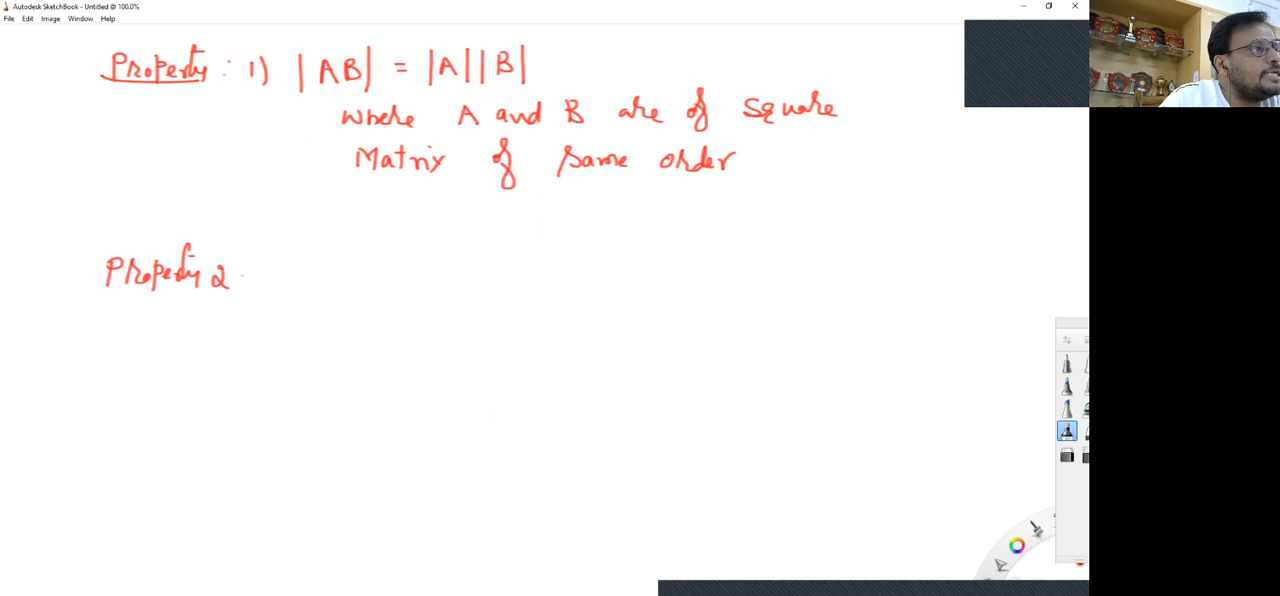 Autodesk SketchBook - Untitled @ 100.0%
File Edit Image Window Help
Property : 1) | AB| = |A| | B|
where A and B are of square
Matrix of same order
Property 2